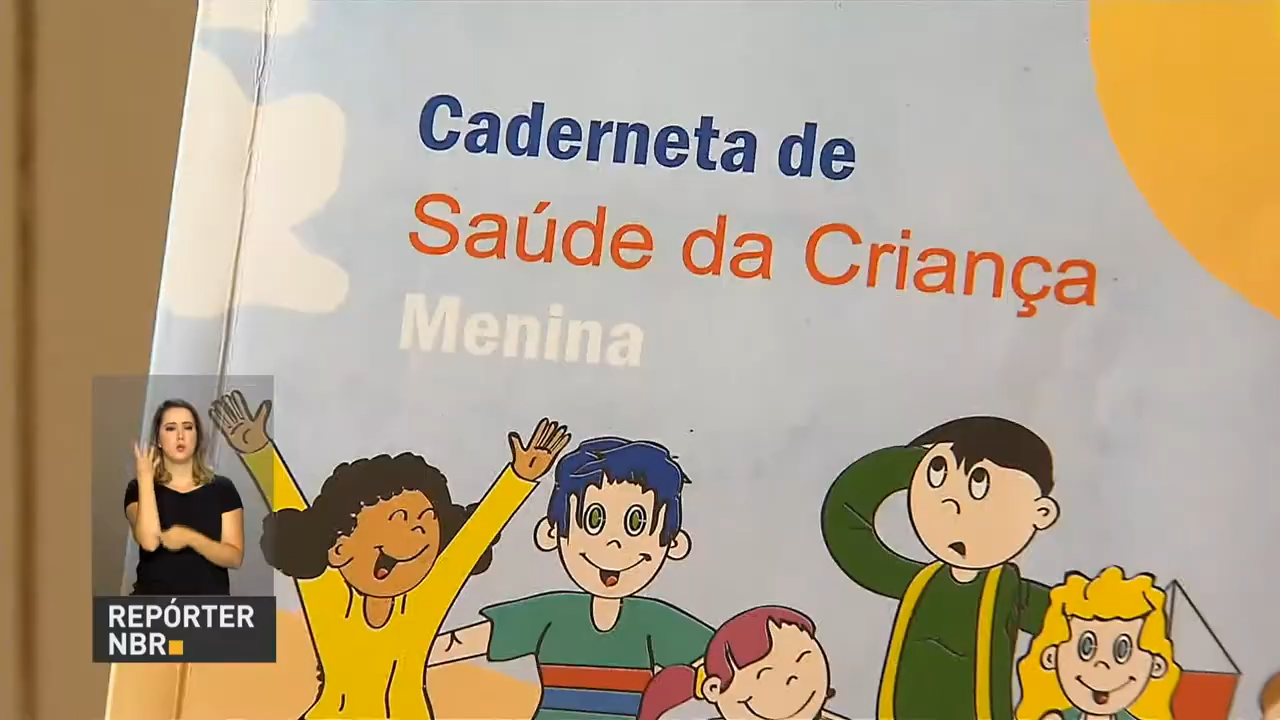 Caderneta de
Saúde da Criança
Menina
REPÓRTER
NBR